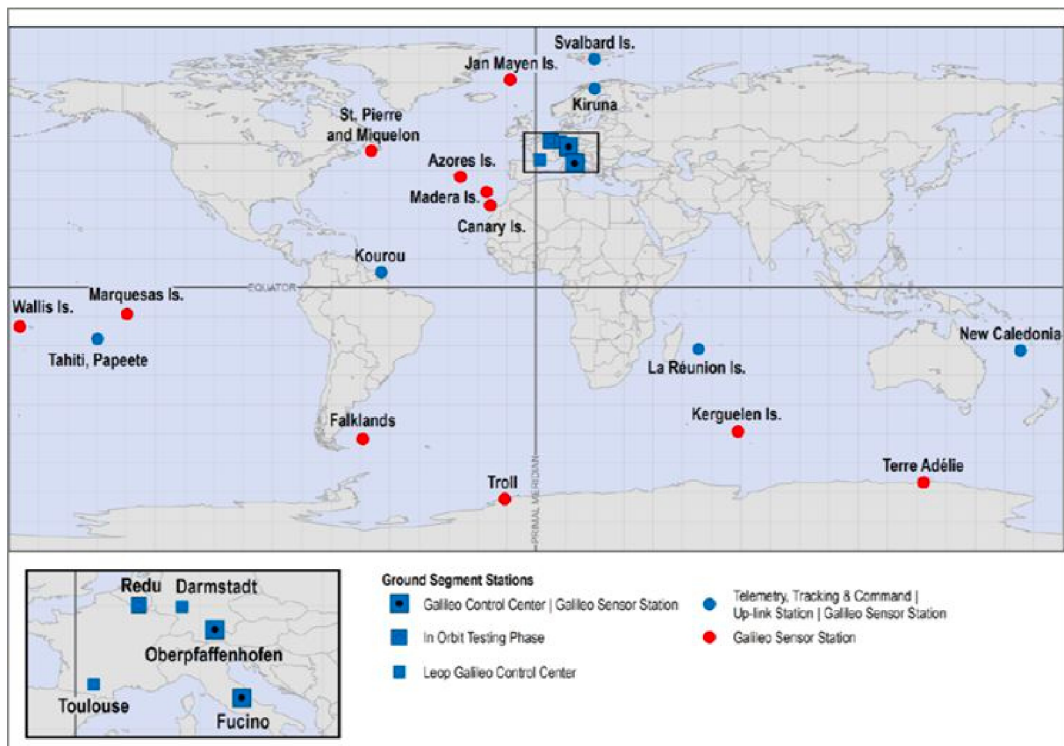 Svalbard Is.
Jan Mayen Is.
Kiruna
St. Pierre
and Miquelon
Azores Is.
Madera Is.
Canary Is.
Kourou
EQUATOR
Marquesas Is.
Wallis Is.
Tahiti, Papeete
New Caledonia
La Réunion Is.
Falklands
Kerguelen Is.
Terre Adélie
Troll
PRIMAL MERIDIAN
Redu
Darmstadt
Oberpfaffenhofen
Toulouse
Fucino
Ground Segment Stations
Galileo Control Center | Galileo Sensor Station
In Orbit Testing Phase
Leop Galileo Control Center
Telemetry, Tracking & Command |
Up-link Station | Galileo Sensor Station
Galileo Sensor Station